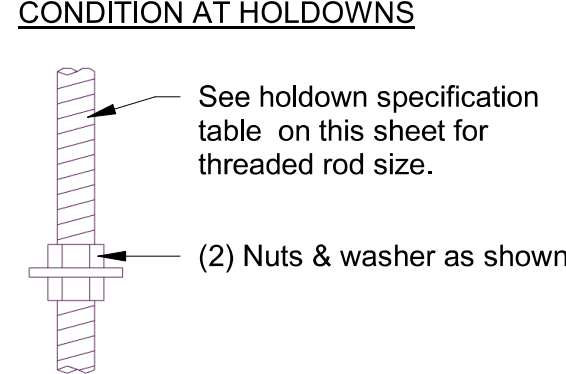 CONDITION AT HOLDOWNS
See holdown specification
table on this sheet for
threaded rod size.
(2) Nuts & washer as shown